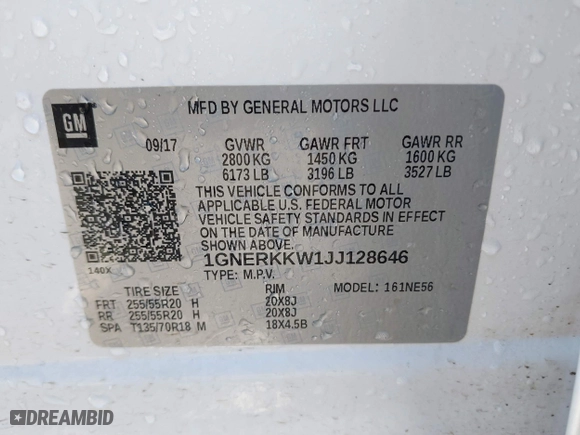 GM
MFD BY GENERAL MOTORS LLC
09/17 GVWR GAWR FRT GAWR RR
2800 KG 1450 KG 1600 KG
6173 LB 3196 LB 3527 LB
THIS VEHICLE CONFORMS TO ALL
APPLICABLE U.S. FEDERAL MOTOR
VEHICLE SAFETY STANDARDS IN EFFECT
ON THE DATE OF MANUFACTURE
SHOWN ABOVE.
140X 1GNERKKW1JJ128646
TYPE: M.P.V.
TIRE SIZE RIM MODEL: 161NE56
FRT 255/55R20 H 20X8J
RR 255/55R20 H 20X8J
SPA T135/70R18 M 18X4.5B
DREAMBID